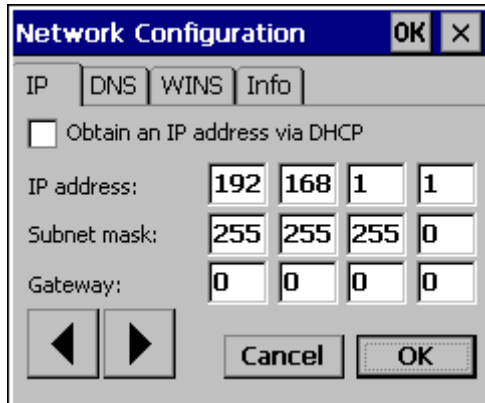 Network Configuration OK ×
IP DNS WINS Info
Obtain an IP address via DHCP
IP address: 192 168 1 1
Subnet mask: 255 255 255 0
Gateway: 0 0 0 0
Cancel OK